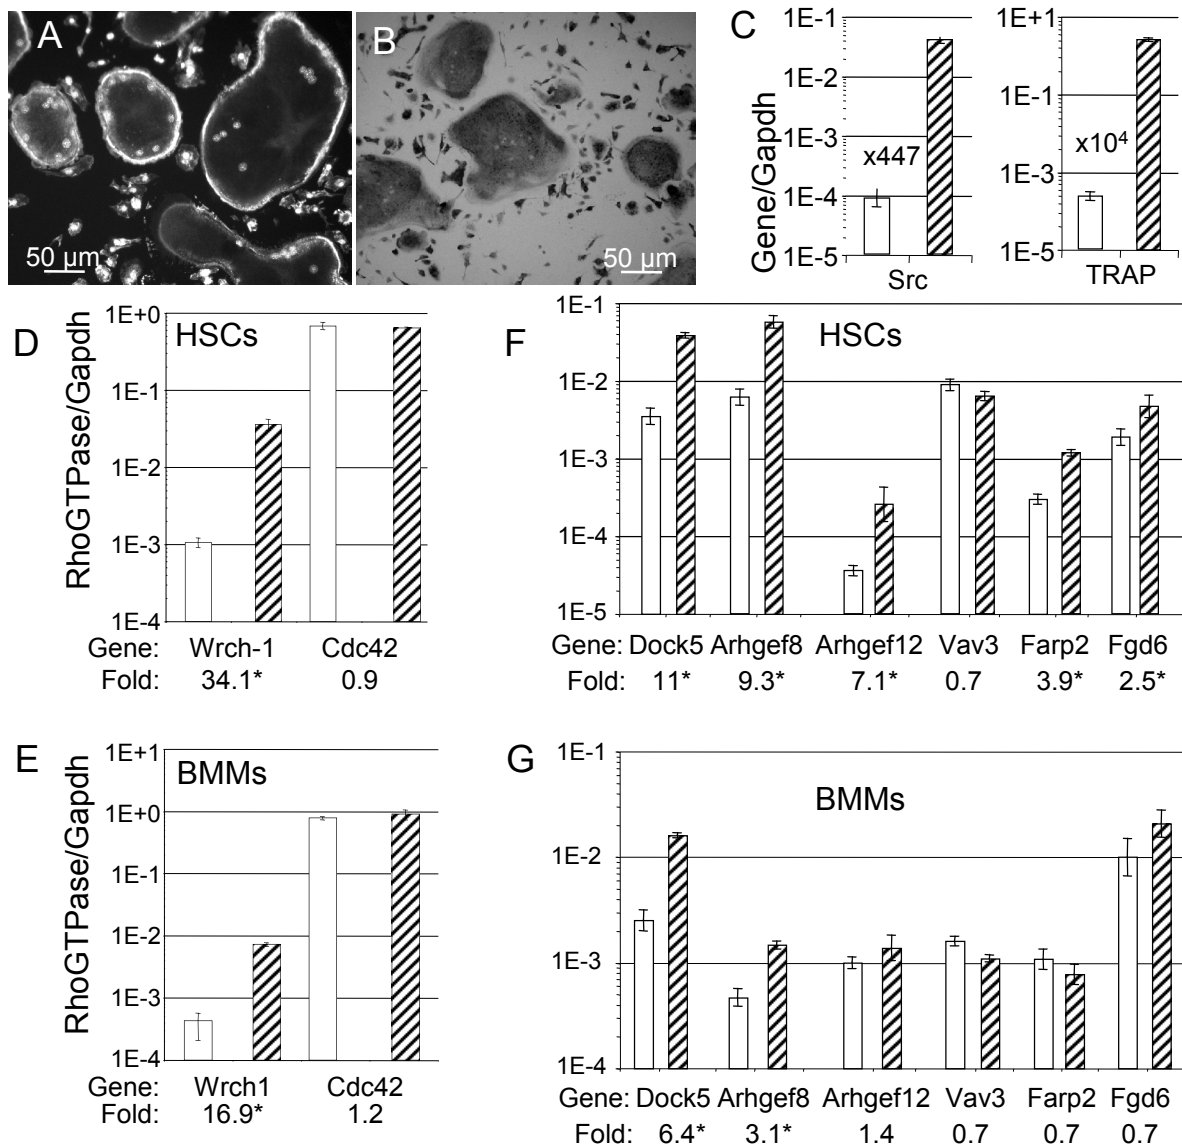 A
50 µm
B
50 µm
C
Gene/Gapdh
1E-1
1E-2
1E-3
1E-4
1E-5
x447
Src
1E+1
1E-1
1E-3
1E-5
x10⁴
TRAP
D
RhoGTPase/Gapdh
HSCs
1E+0
1E-1
1E-2
1E-3
1E-4
Gene: Wrch-1 Cdc42
Fold: 34.1* 0.9
F
HSCs
1E-1
1E-2
1E-3
1E-4
1E-5
Gene: Dock5 Arhgef8 Arhgef12 Vav3 Farp2 Fgd6
Fold: 11* 9.3* 7.1* 0.7 3.9* 2.5*
E
RhoGTPase/Gapdh
BMMs
1E+1
1E+0
1E-1
1E-2
1E-3
1E-4
Gene: Wrch1 Cdc42
Fold: 16.9* 1.2
G
BMMs
1E-1
1E-2
1E-3
1E-4
Gene: Dock5 Arhgef8 Arhgef12 Vav3 Farp2 Fgd6
Fold: 6.4* 3.1* 1.4 0.7 0.7 0.7